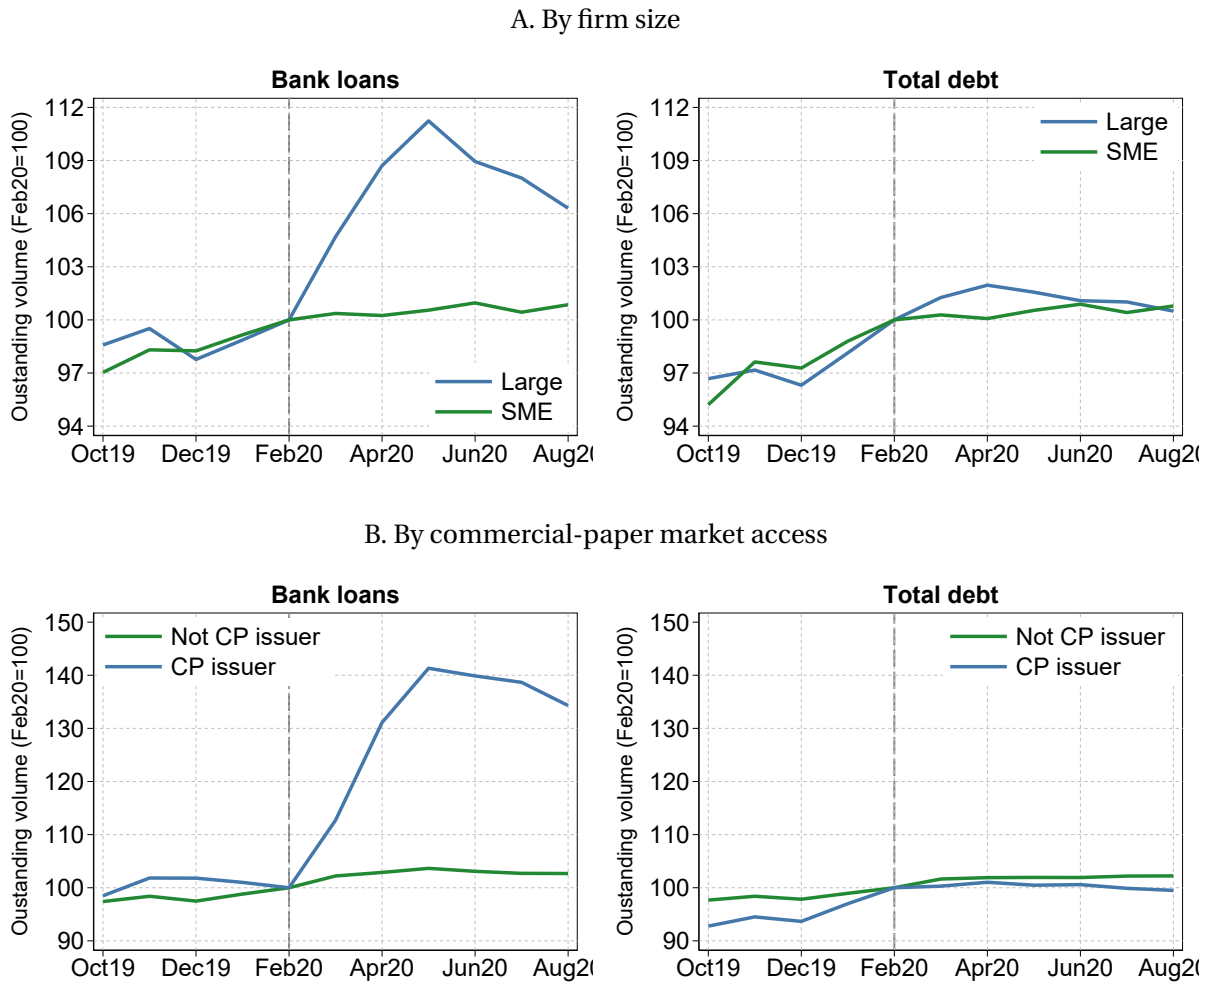 A. By firm size
Bank loans
Oustanding volume (Feb20=100)
112
109
106
103
100
97
94
Large
SME
Oct19 Dec19 Feb20 Apr20 Jun20 Aug2(
Total debt
Oustanding volume (Feb20=100)
112
109
106
103
100
97
94
Large
SME
Oct19 Dec19 Feb20 Apr20 Jun20 Aug20
B. By commercial-paper market access
Bank loans
Oustanding volume (Feb20=100)
150
140
130
120
110
100
90
Not CP issuer
CP issuer
Oct19 Dec19 Feb20 Apr20 Jun20 Aug2(
Total debt
Oustanding volume (Feb20=100)
150
140
130
120
110
100
90
Not CP issuer
CP issuer
Oct19 Dec19 Feb20 Apr20 Jun20 Aug20